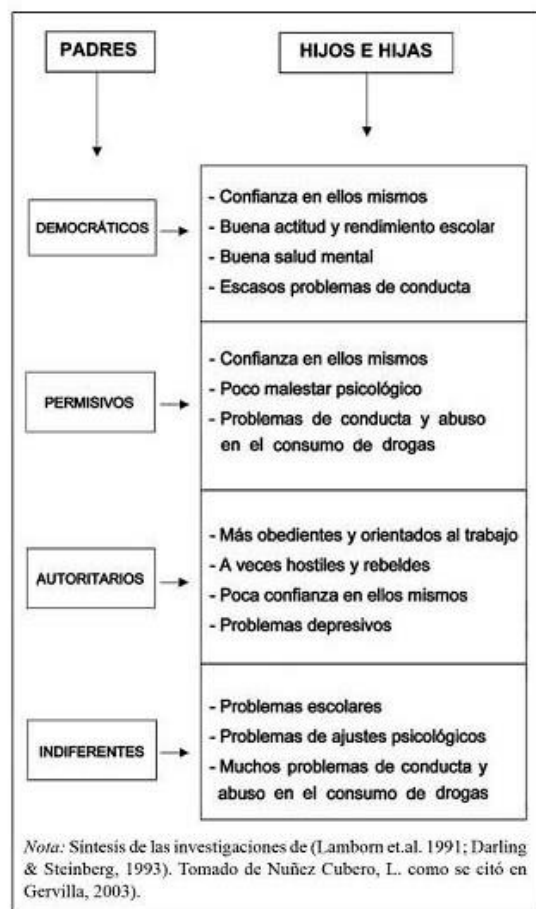 PADRES
HIJOS E HIJAS
DEMOCRÁTICOS
- Confianza en ellos mismos
- Buena actitud y rendimiento escolar
- Buena salud mental
- Escasos problemas de conducta
PERMISIVOS
- Confianza en ellos mismos
- Poco malestar psicológico
- Problemas de conducta y abuso
en el consumo de drogas
AUTORITARIOS
- Más obedientes y orientados al trabajo
- A veces hostiles y rebeldes
- Poca confianza en ellos mismos
- Problemas depresivos
INDIFERENTES
- Problemas escolares
- Problemas de ajustes psicológicos
- Muchos problemas de conducta y
abuso en el consumo de drogas
Nota: Síntesis de las investigaciones de (Lamborn et.al. 1991; Darling
& Steinberg, 1993). Tomado de Nuñez Cubero, L. como se citó en
Gervilla, 2003).